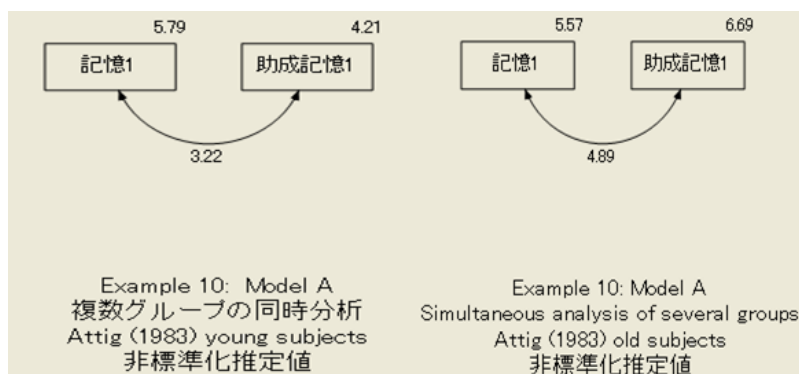 5.79 4.21
記憶1 助成記憶1
3.22
Example 10: Model A
複数グループの同時分析
Attig (1983) young subjects
非標準化推定値
5.57 6.69
記憶1 助成記憶1
4.89
Example 10: Model A
Simultaneous analysis of several groups
Attig (1983) old subjects
非標準化推定値